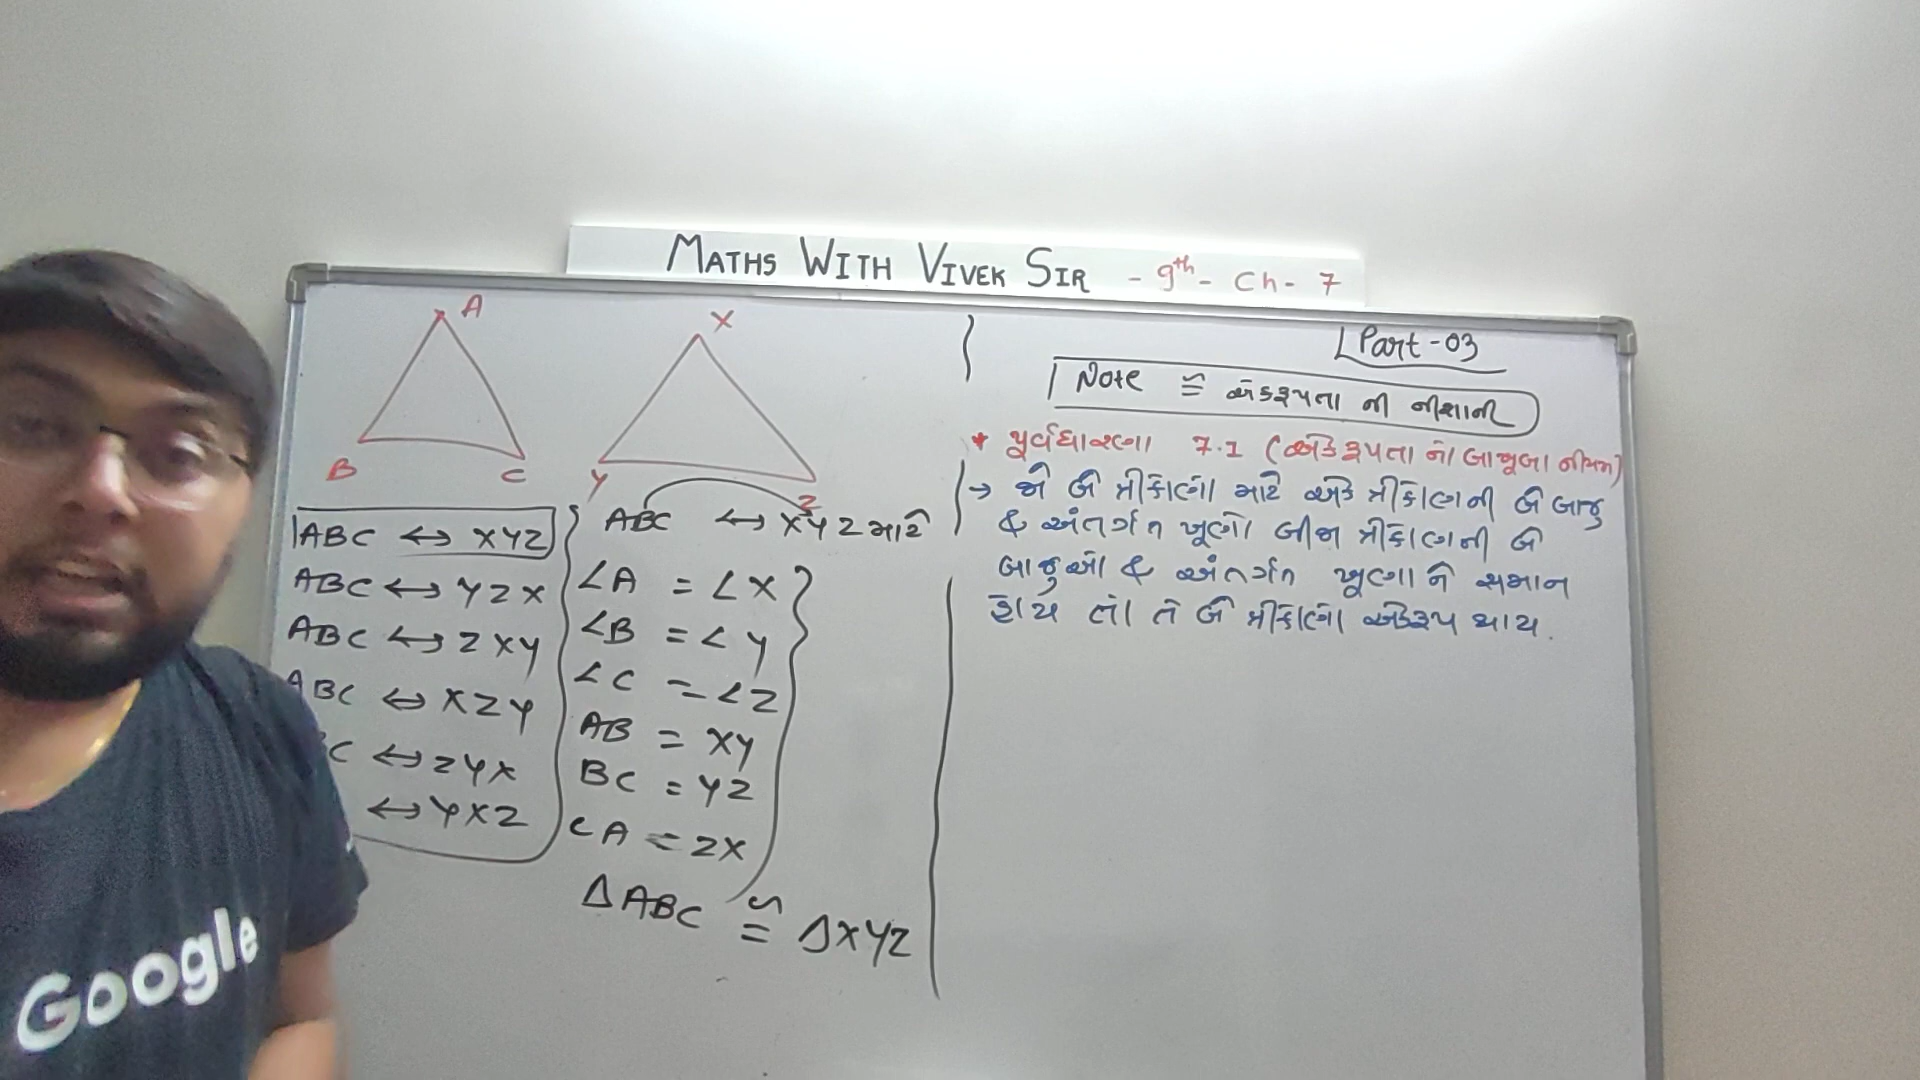 MATHS WITH VIVEK SIR - 9th - Ch - 7
A
B
C
X
Y
Z
ABC ↔ XYZ
ABC ↔ YZX
ABC ↔ ZXY
ABC ↔ XZY
C ↔ ZYX
↔ YXZ
ABC ↔ XYZ માટે
∠A = ∠X
∠B = ∠Y
∠C = ∠Z
AB = XY
BC = YZ
CA = ZX
ΔABC ≅ ΔXYZ
Part - 03
Note ≅ એકરૂપતા ની નીશાની
* પૂર્વધારણા 7.1 (એકરૂપતા નો બાખૂબા નીયમ)
→ જો બે ત્રીકોણો માટે એક ત્રીકોણની બે બાજુ
& અંતર્ગત ખૂણો બીજા ત્રીકોણની બે
બાજુઓ & અંતર્ગત ખૂણા ને સમાન
હોય તો તે બે ત્રીકોણો એકરૂપ થાય.
Google